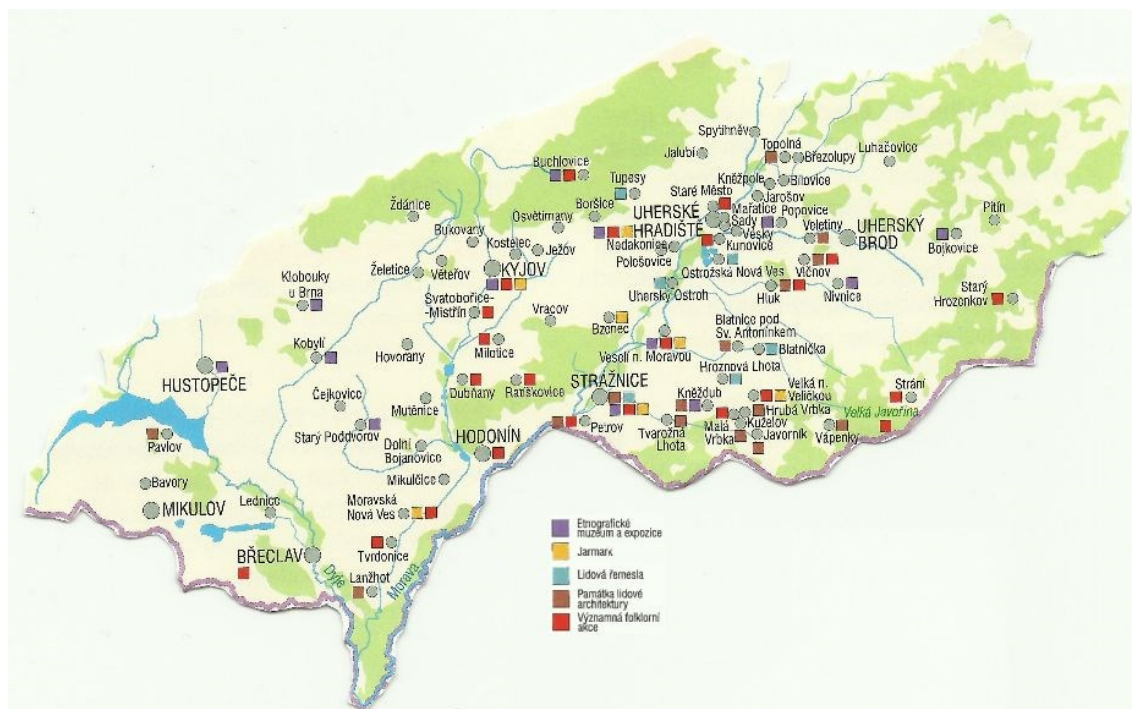 Spytihněv
Topolná
Jalubí
Březolupy
Luhačovice
Buchlovice
Kněžpole
Bílovice
Tupesy
Staré Město
Jarošov
Boršice
Mařatice
Pitín
Ždánice
Osvětimany
UHERSKÉ
HRADIŠTĚ
Sady
Popovice
Vésky
Veletiny
UHERSKÝ
BROD
Bukovany
Kostelec
Nedakonice
Kunovice
Bojkovice
Ježov
Polešovice
Želetice
Věteřov
KYJOV
Ostrožská Nová Ves
Vlčnov
Klobouky
u Brna
Uherský Ostroh
Hluk
Nivnice
Starý
Hrozenkov
Svatobořice-
-Mistřín
Vracov
Bzenec
Blatnice pod
Sv. Antonínkem
Kobylí
Hovorany
Milotice
Veselí n. Moravou
Blatnička
HUSTOPEČE
Hroznová Lhota
Dubňany
Ratíškovice
STRÁŽNICE
Velká n.
Veličkou
Strání
Čejkovice
Mutěnice
Kněždub
Hrubá Vrbka
Velká Javořina
Starý Poddvorov
HODONÍN
Petrov
Tvarožná
Lhota
Malá
Vrbka
Kuželov
Javorník
Vápenky
Pavlov
Dolní
Bojanovice
Bavory
Mikulčice
MIKULOV
Lednice
Moravská
Nová Ves
BŘECLAV
Tvrdonice
Dyje
Morava
Lanžhot
Etnografické
muzeum a expozice
Jarmark
Lidová řemesla
Památka lidové
architektury
Významná folklorní
akce